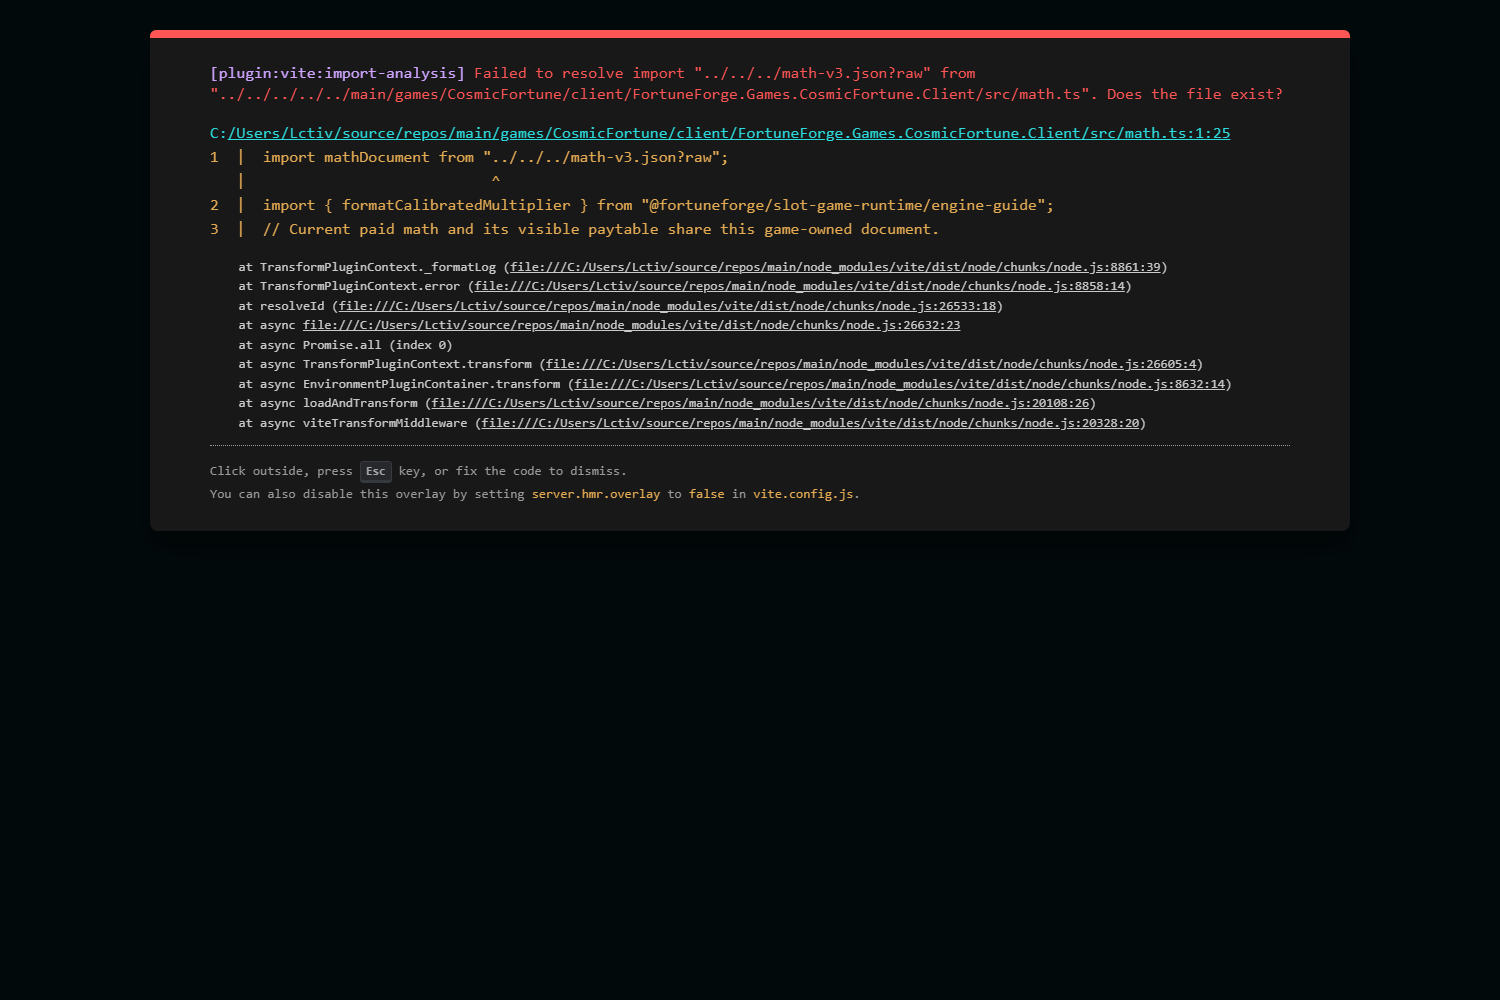 [plugin:vite:import-analysis] Failed to resolve import "../../../math-v3.json?raw" from
"../../../../../main/games/CosmicFortune/client/FortuneForge.Games.CosmicFortune.Client/src/math.ts". Does the file exist?
C:/Users/Lctiv/source/repos/main/games/CosmicFortune/client/FortuneForge.Games.CosmicFortune.Client/src/math.ts:1:25
1  |  import mathDocument from "../../../math-v3.json?raw";
   |                            ^
2  |  import { formatCalibratedMultiplier } from "@fortuneforge/slot-game-runtime/engine-guide";
3  |  // Current paid math and its visible paytable share this game-owned document.
    at TransformPluginContext._formatLog (file:///C:/Users/Lctiv/source/repos/main/node_modules/vite/dist/node/chunks/node.js:8861:39)
    at TransformPluginContext.error (file:///C:/Users/Lctiv/source/repos/main/node_modules/vite/dist/node/chunks/node.js:8858:14)
    at resolveId (file:///C:/Users/Lctiv/source/repos/main/node_modules/vite/dist/node/chunks/node.js:26533:18)
    at async file:///C:/Users/Lctiv/source/repos/main/node_modules/vite/dist/node/chunks/node.js:26632:23
    at async Promise.all (index 0)
    at async TransformPluginContext.transform (file:///C:/Users/Lctiv/source/repos/main/node_modules/vite/dist/node/chunks/node.js:26605:4)
    at async EnvironmentPluginContainer.transform (file:///C:/Users/Lctiv/source/repos/main/node_modules/vite/dist/node/chunks/node.js:8632:14)
    at async loadAndTransform (file:///C:/Users/Lctiv/source/repos/main/node_modules/vite/dist/node/chunks/node.js:20108:26)
    at async viteTransformMiddleware (file:///C:/Users/Lctiv/source/repos/main/node_modules/vite/dist/node/chunks/node.js:20328:20)
Click outside, press Esc key, or fix the code to dismiss.
You can also disable this overlay by setting server.hmr.overlay to false in vite.config.js.